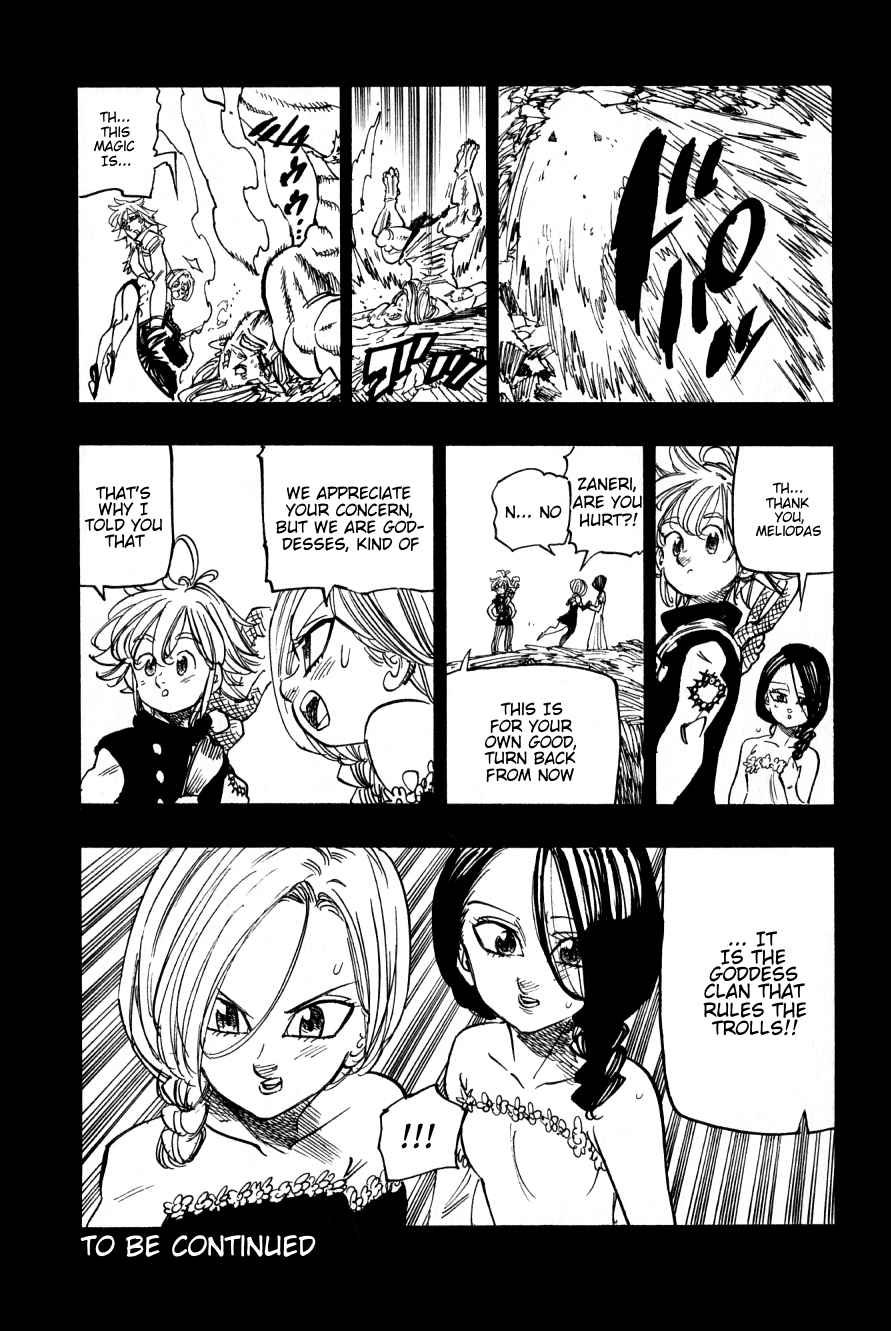 TH...
THIS
MAGIC
IS...
TH...
THANK
YOU,
MELIODAS
ZANERI,
ARE YOU
HURT?!
N... NO
THIS IS
FOR YOUR
OWN GOOD,
TURN BACK
FROM NOW
WE APPRECIATE
YOUR CONCERN,
BUT WE ARE GOD-
DESSES, KIND OF
THAT'S
WHY I
TOLD YOU
THAT
... IT
IS THE
GODDESS
CLAN THAT
RULES THE
TROLLS!!
!!!
TO BE CONTINUED